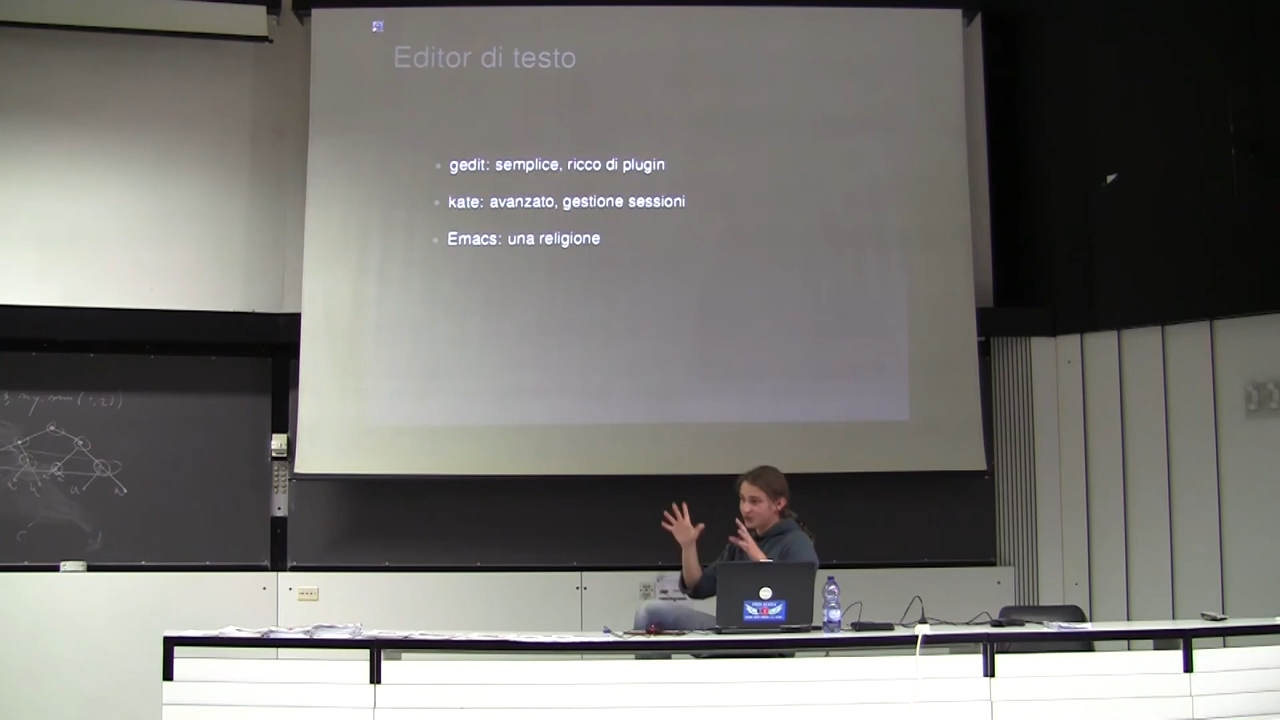 Editor di testo
gedit: semplice, ricco di plugin
kate: avanzato, gestione sessioni
Emacs: una religione